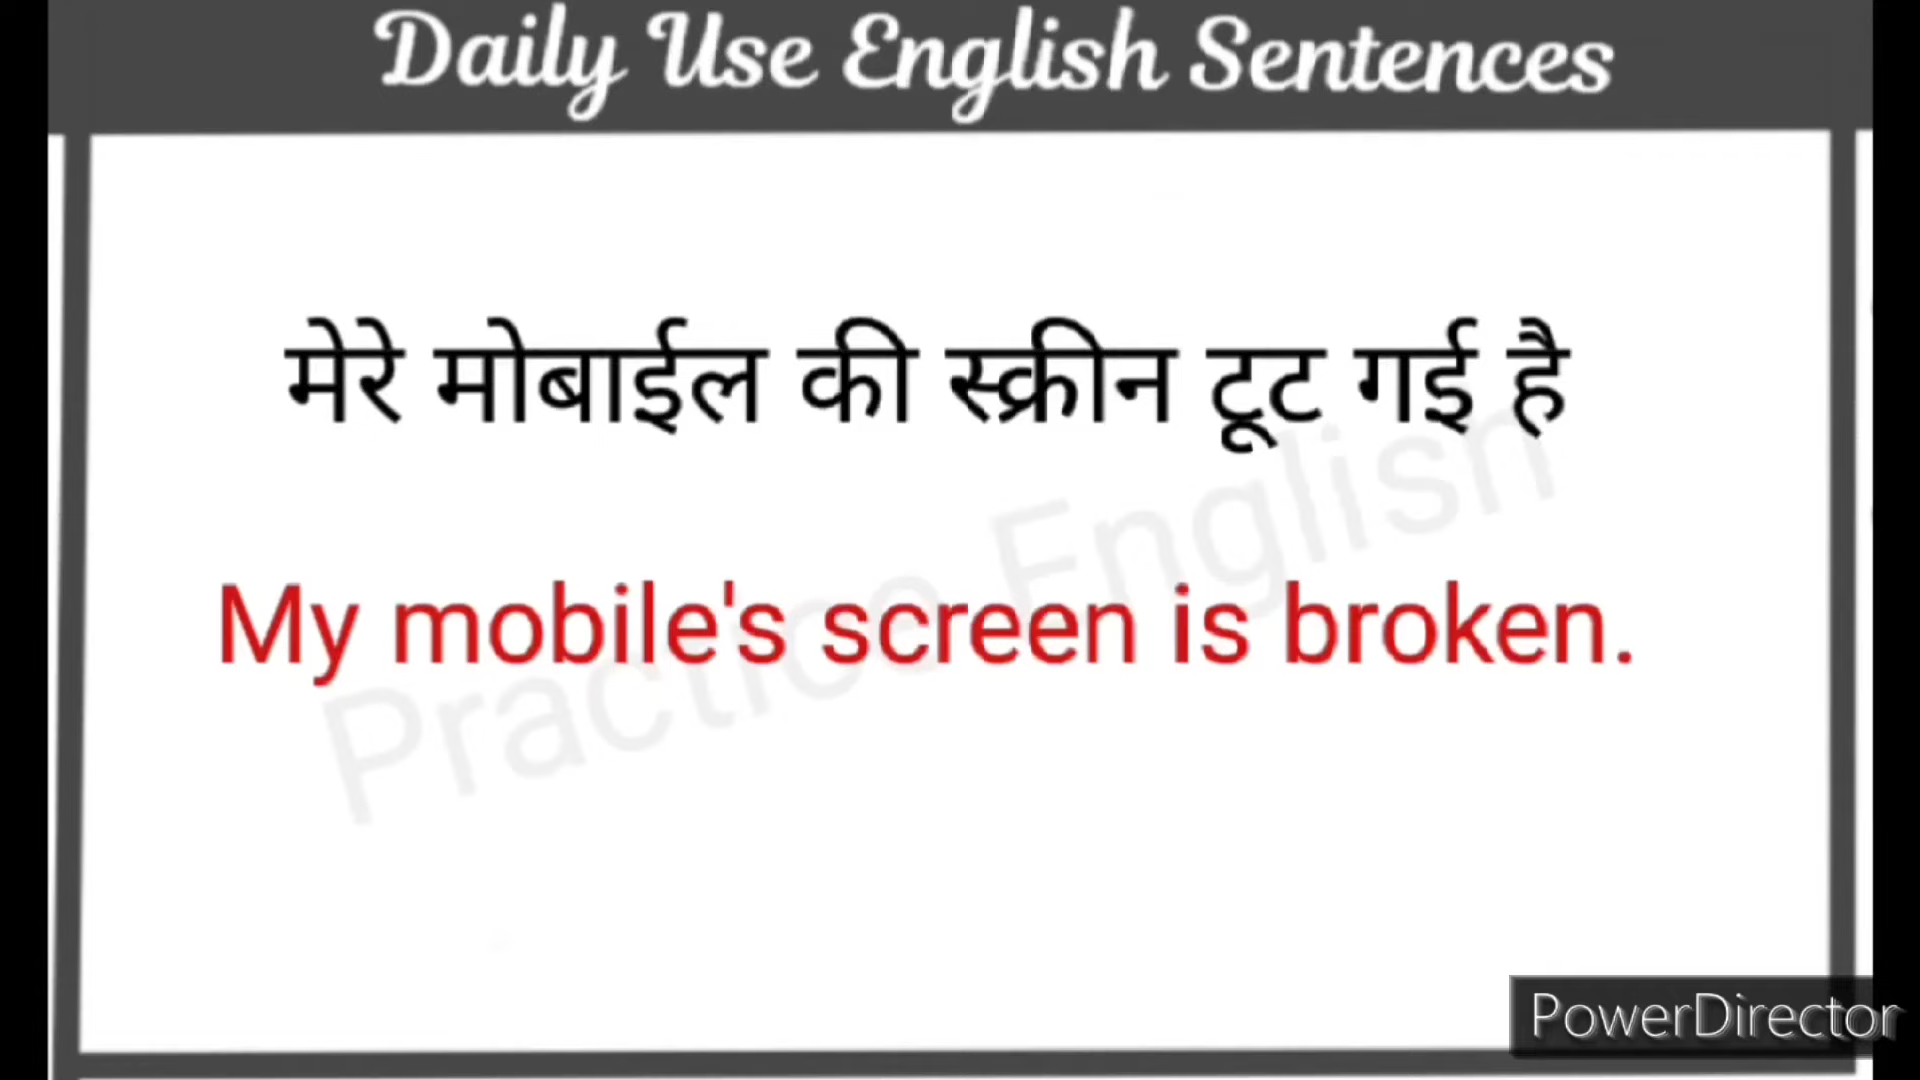 Daily Use English Sentences
मेरे मोबाईल की स्क्रीन टूट गई है
My mobile's screen is broken.
Practice English
PowerDirector